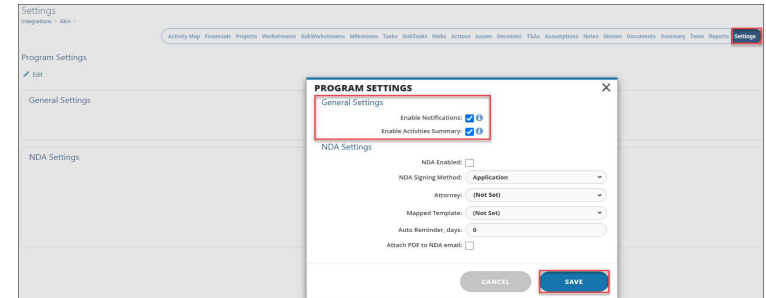 Settings
Integrations > Akin >
Activity Map Financials Projects Workstreams SubWorkstreams Milestones Tasks SubTasks Risks Actions Issues Decisions TSAs Assumptions Notes Stream Documents Summary Team Reports Settings
Program Settings
Edit
General Settings
NDA Settings
PROGRAM SETTINGS
General Settings
Enable Notifications:
Enable Activities Summary:
NDA Settings
NDA Enabled:
NDA Signing Method: Application
Attorney: (Not Set)
Mapped Template: (Not Set)
Auto Reminder, days: 0
Attach PDF to NDA email:
CANCEL SAVE